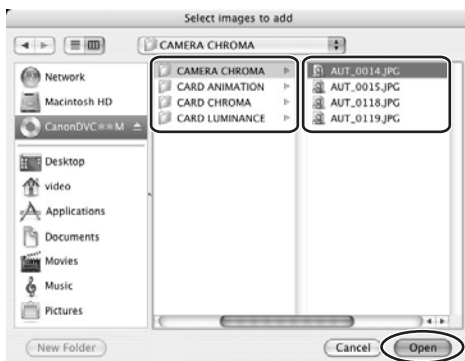 Select images to add
CAMERA CHROMA
Network
Macintosh HD
CanonDVC**M
Desktop
video
Applications
Documents
Movies
Music
Pictures
CAMERA CHROMA
CARD ANIMATION
CARD CHROMA
CARD LUMINANCE
AUT_0014.JPG
AUT_0015.JPG
AUT_0118.JPG
AUT_0119.JPG
New Folder
Cancel
Open